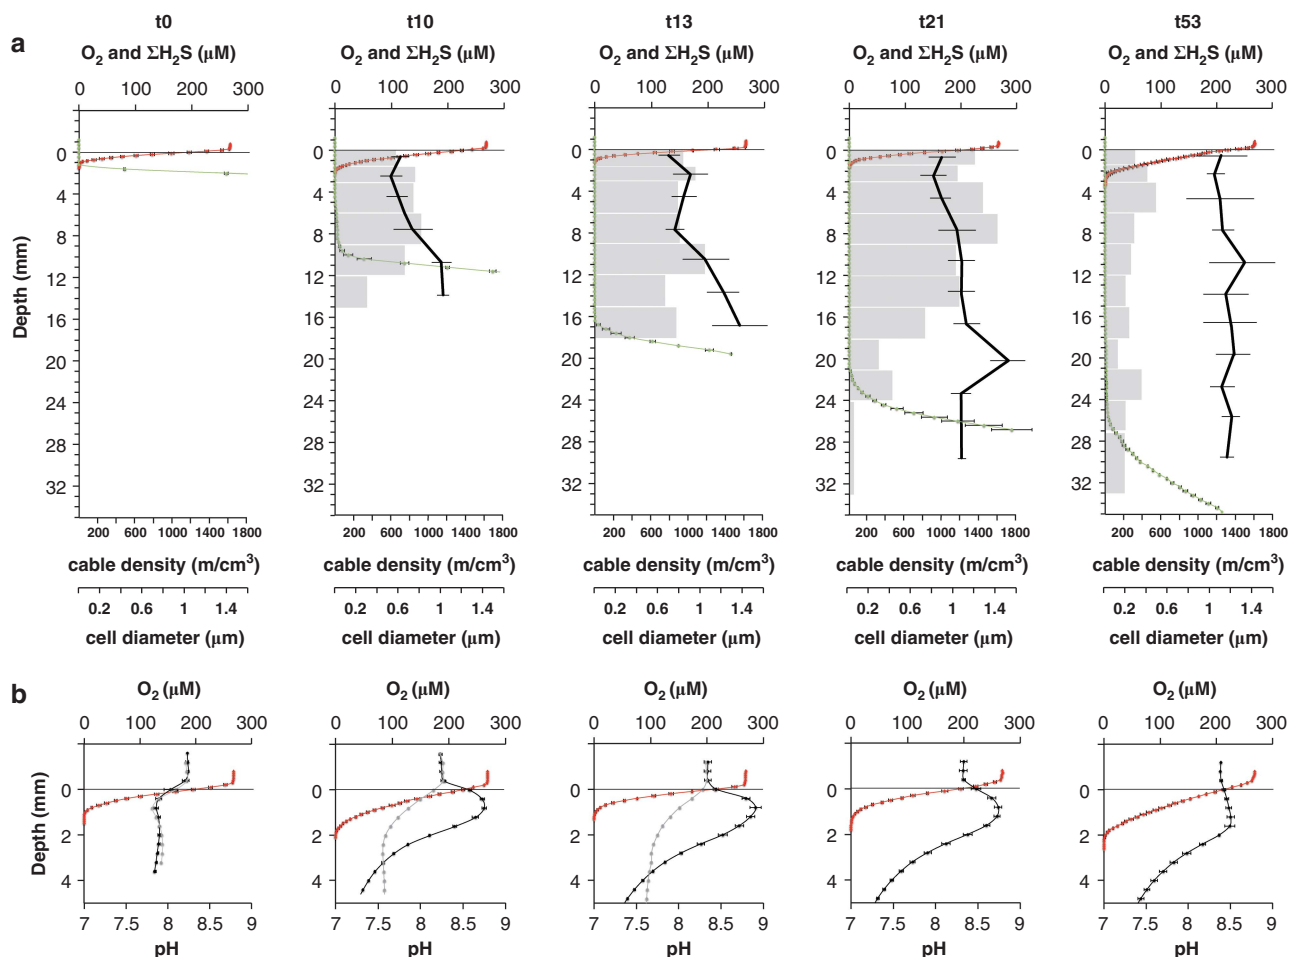 t0 t10 t13 t21 t53
a
O2 and ΣH2S (μM) O2 and ΣH2S (μM) O2 and ΣH2S (μM) O2 and ΣH2S (μM) O2 and ΣH2S (μM)
0 100 200 300 0 100 200 300 0 100 200 300 0 100 200 300 0 100 200 300
Depth (mm)
0 0 0 0 0
4 4 4 4 4
8 8 8 8 8
12 12 12 12 12
16 16 16 16 16
20 20 20 20 20
24 24 24 24 24
28 28 28 28 28
32 32 32 32 32
200 600 1000 1400 1800 200 600 1000 1400 1800 200 600 1000 1400 1800 200 600 1000 1400 1800 200 600 1000 1400 1800
cable density (m/cm3) cable density (m/cm3) cable density (m/cm3) cable density (m/cm3) cable density (m/cm3)
0.2 0.6 1 1.4 0.2 0.6 1 1.4 0.2 0.6 1 1.4 0.2 0.6 1 1.4 0.2 0.6 1 1.4
cell diameter (μm) cell diameter (μm) cell diameter (μm) cell diameter (μm) cell diameter (μm)
b
O2 (μM) O2 (μM) O2 (μM) O2 (μM) O2 (μM)
0 100 200 300 0 100 200 300 0 100 200 300 0 100 200 300 0 100 200 300
Depth (mm)
0 0 0 0 0
2 2 2 2 2
4 4 4 4 4
7 7.5 8 8.5 9 7 7.5 8 8.5 9 7 7.5 8 8.5 9 7 7.5 8 8.5 9 7 7.5 8 8.5 9
pH pH pH pH pH